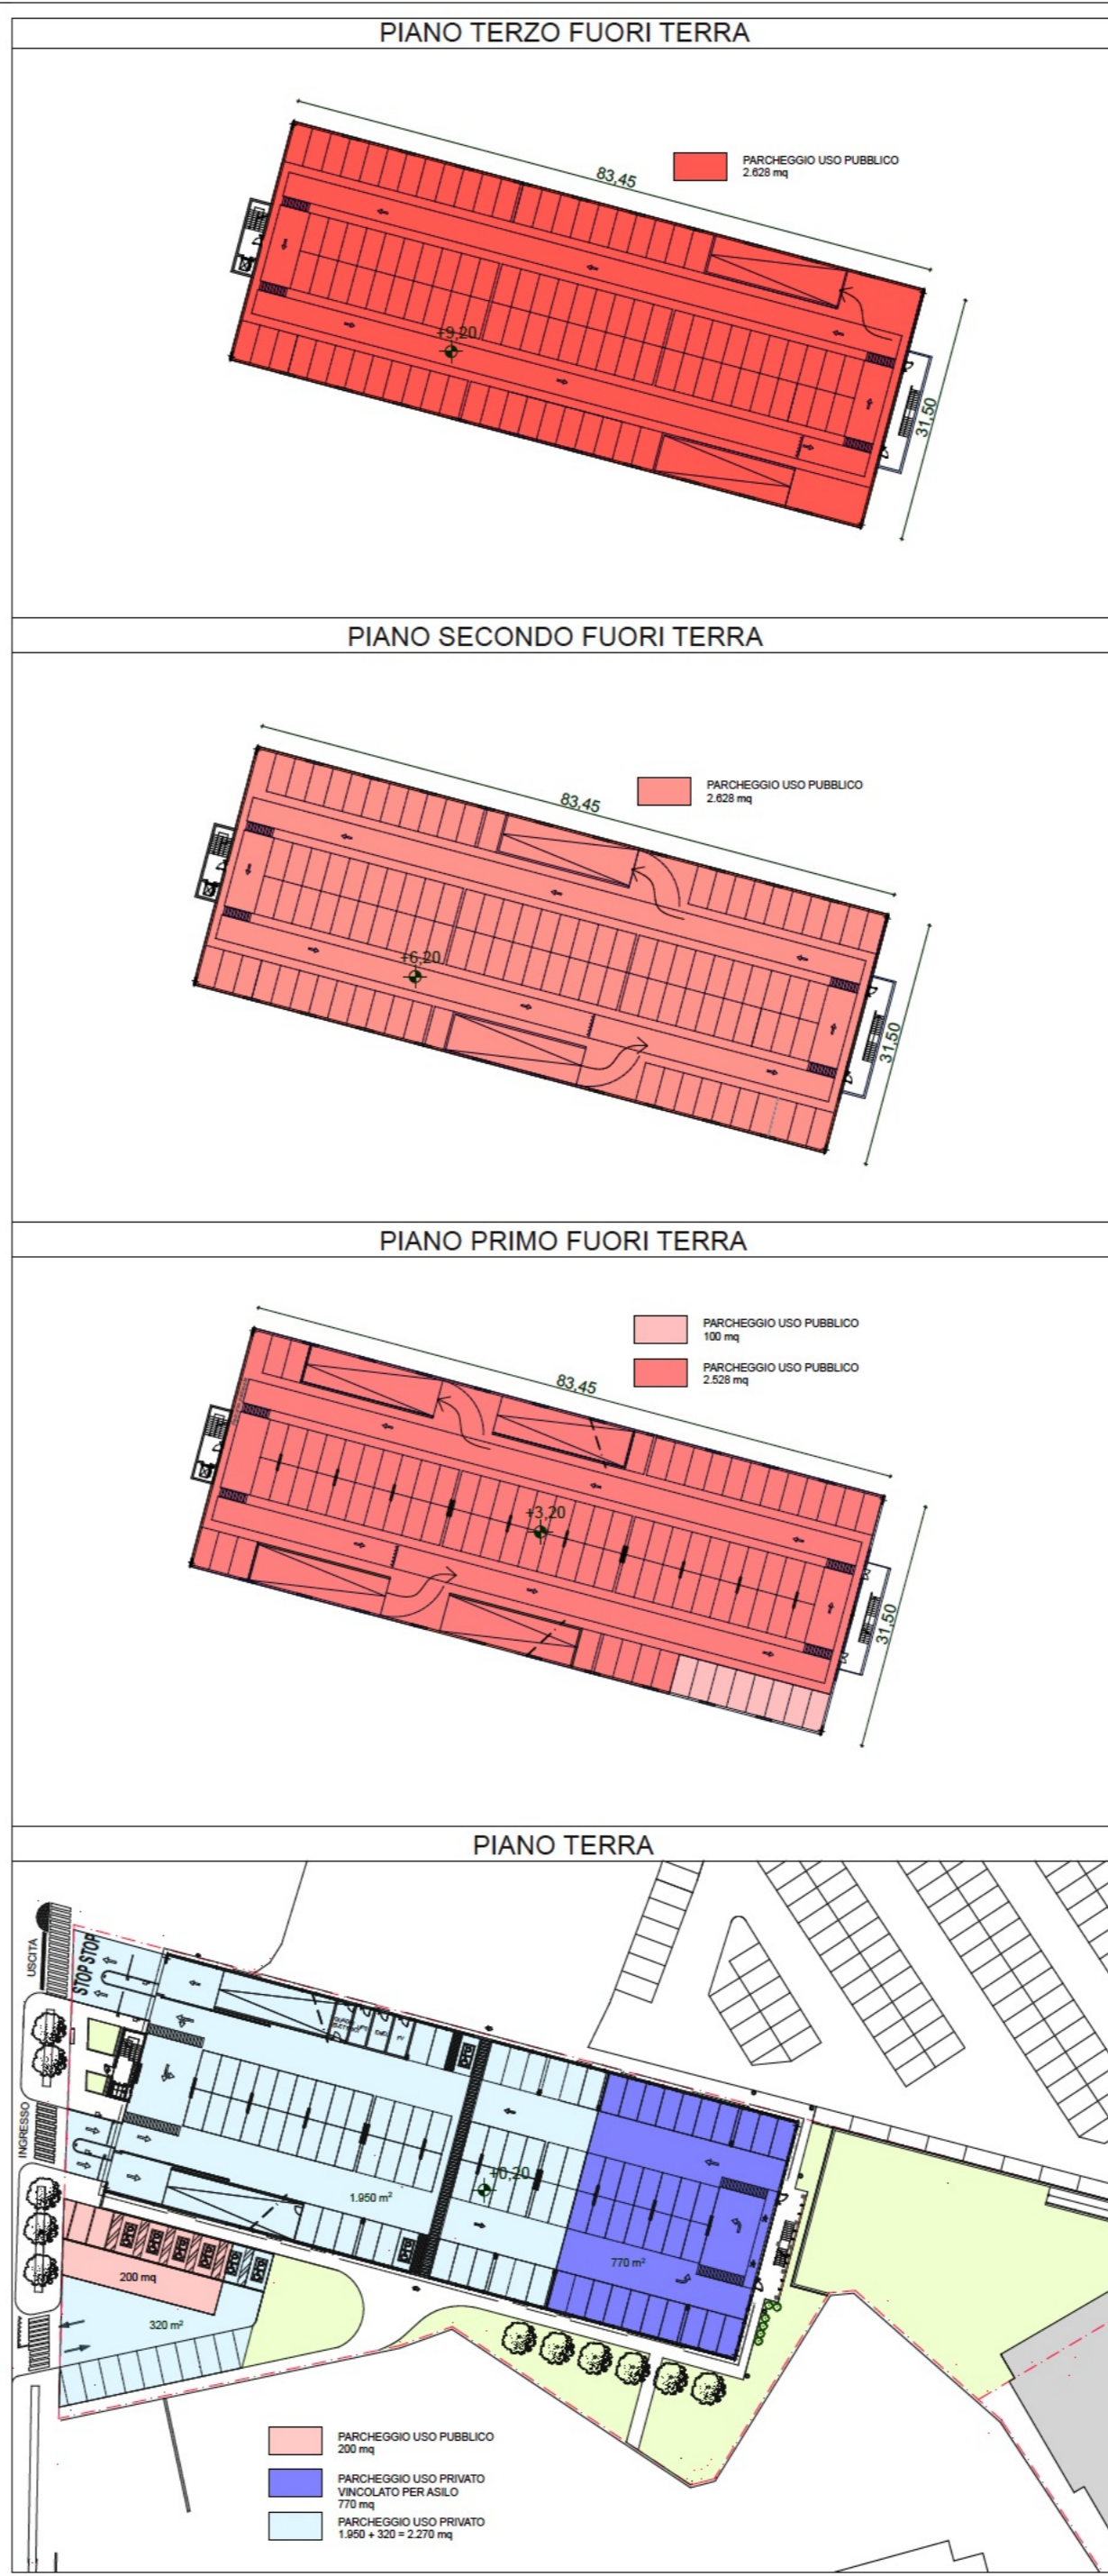 PIANO TERZO FUORI TERRA
PARCHEGGIO USO PUBBLICO
2.628 mq
83,45
+9,20
31,50
PIANO SECONDO FUORI TERRA
PARCHEGGIO USO PUBBLICO
2.628 mq
83,45
+6,20
31,50
PIANO PRIMO FUORI TERRA
PARCHEGGIO USO PUBBLICO
100 mq
PARCHEGGIO USO PUBBLICO
2.528 mq
83,45
+3,20
31,50
PIANO TERRA
USCITA
STOP STOP
INGRESSO
+0,20
1.950 m²
770 m²
200 mq
320 m²
PARCHEGGIO USO PUBBLICO
200 mq
PARCHEGGIO USO PRIVATO
VINCOLATO PER ASILO
770 mq
PARCHEGGIO USO PRIVATO
1.950 + 320 = 2.270 mq